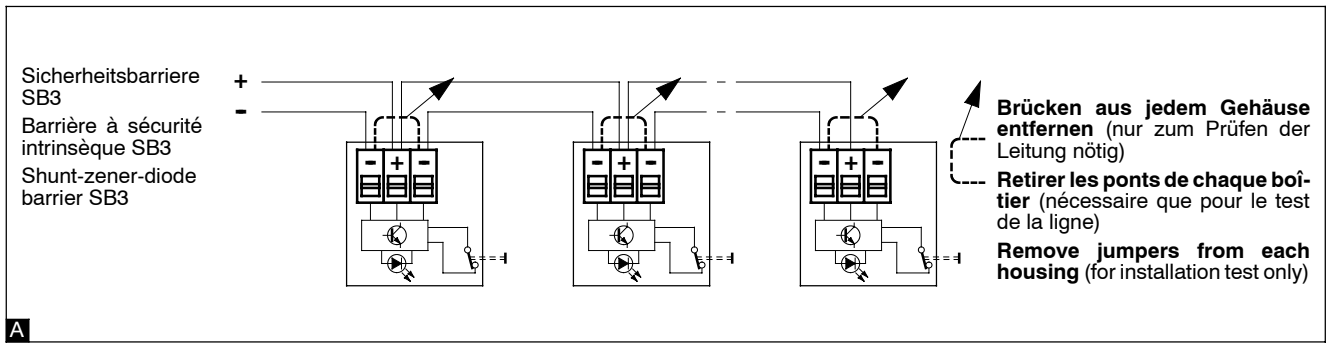 Sicherheitsbarriere
SB3
Barrière à sécurité
intrinsèque SB3
Shunt-zener-diode
barrier SB3
+
-
- + -
- + -
- + -
Brücken aus jedem Gehäuse
entfernen (nur zum Prüfen der
Leitung nötig)
Retirer les ponts de chaque boî-
tier (nécessaire que pour le test
de la ligne)
Remove jumpers from each
housing (for installation test only)
A